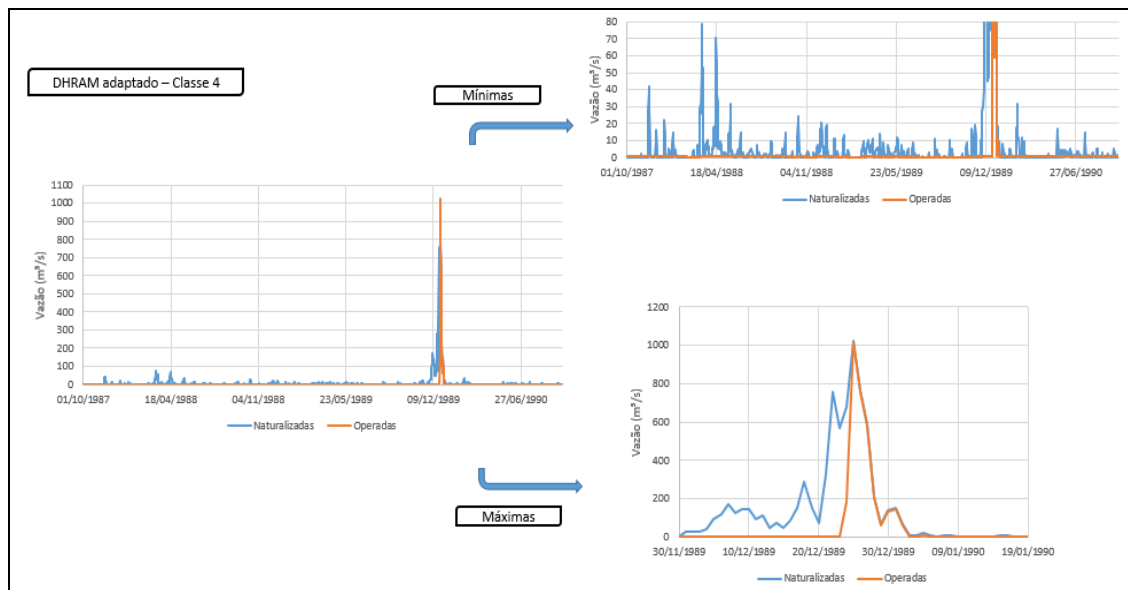 DHRAM adaptado – Classe 4
Mínimas
Vazão (m³/s)
80
70
60
50
40
30
20
10
0
01/10/1987 18/04/1988 04/11/1988 23/05/1989 09/12/1989 27/06/1990
Naturalizadas Operadas
Vazão (m³/s)
1100
1000
900
800
700
600
500
400
300
200
100
0
01/10/1987 18/04/1988 04/11/1988 23/05/1989 09/12/1989 27/06/1990
Naturalizadas Operadas
Máximas
Vazão (m³/s)
1200
1000
800
600
400
200
0
30/11/1989 10/12/1989 20/12/1989 30/12/1989 09/01/1990 19/01/1990
Naturalizadas Operadas